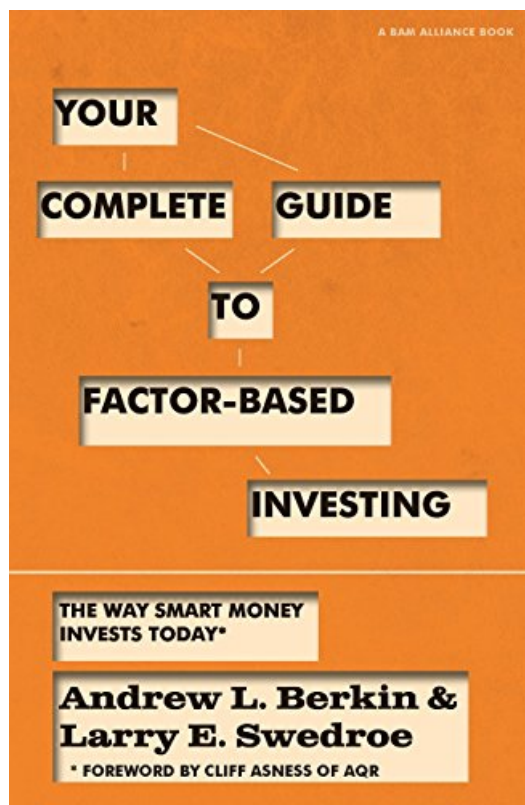 A BAM ALLIANCE BOOK
YOUR
COMPLETE GUIDE
TO
FACTOR-BASED
INVESTING
THE WAY SMART MONEY
INVESTS TODAY*
Andrew L. Berkin &
Larry E. Swedroe
* FOREWORD BY CLIFF ASNESS OF AQR